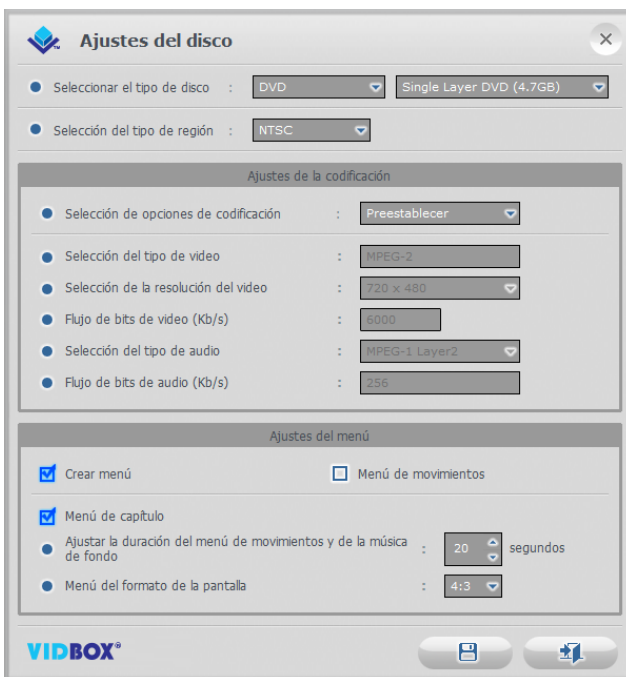 Ajustes del disco
Seleccionar el tipo de disco : DVD Single Layer DVD (4.7GB)
Selección del tipo de región : NTSC
Ajustes de la codificación
Selección de opciones de codificación : Preestablecer
Selección del tipo de video : MPEG-2
Selección de la resolución del video : 720 x 480
Flujo de bits de video (Kb/s) : 6000
Selección del tipo de audio : MPEG-1 Layer2
Flujo de bits de audio (Kb/s) : 256
Ajustes del menú
Crear menú Menú de movimientos
Menú de capítulo
Ajustar la duración del menú de movimientos y de la música
de fondo : 20 segundos
Menú del formato de la pantalla : 4:3
VIDBOX®